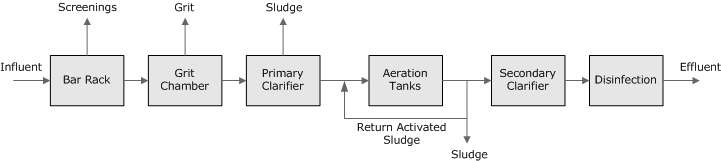 Screenings
Grit
Sludge
Influent
Bar Rack
Grit
Chamber
Primary
Clarifier
Aeration
Tanks
Secondary
Clarifier
Disinfection
Effluent
Return Activated
Sludge
Sludge